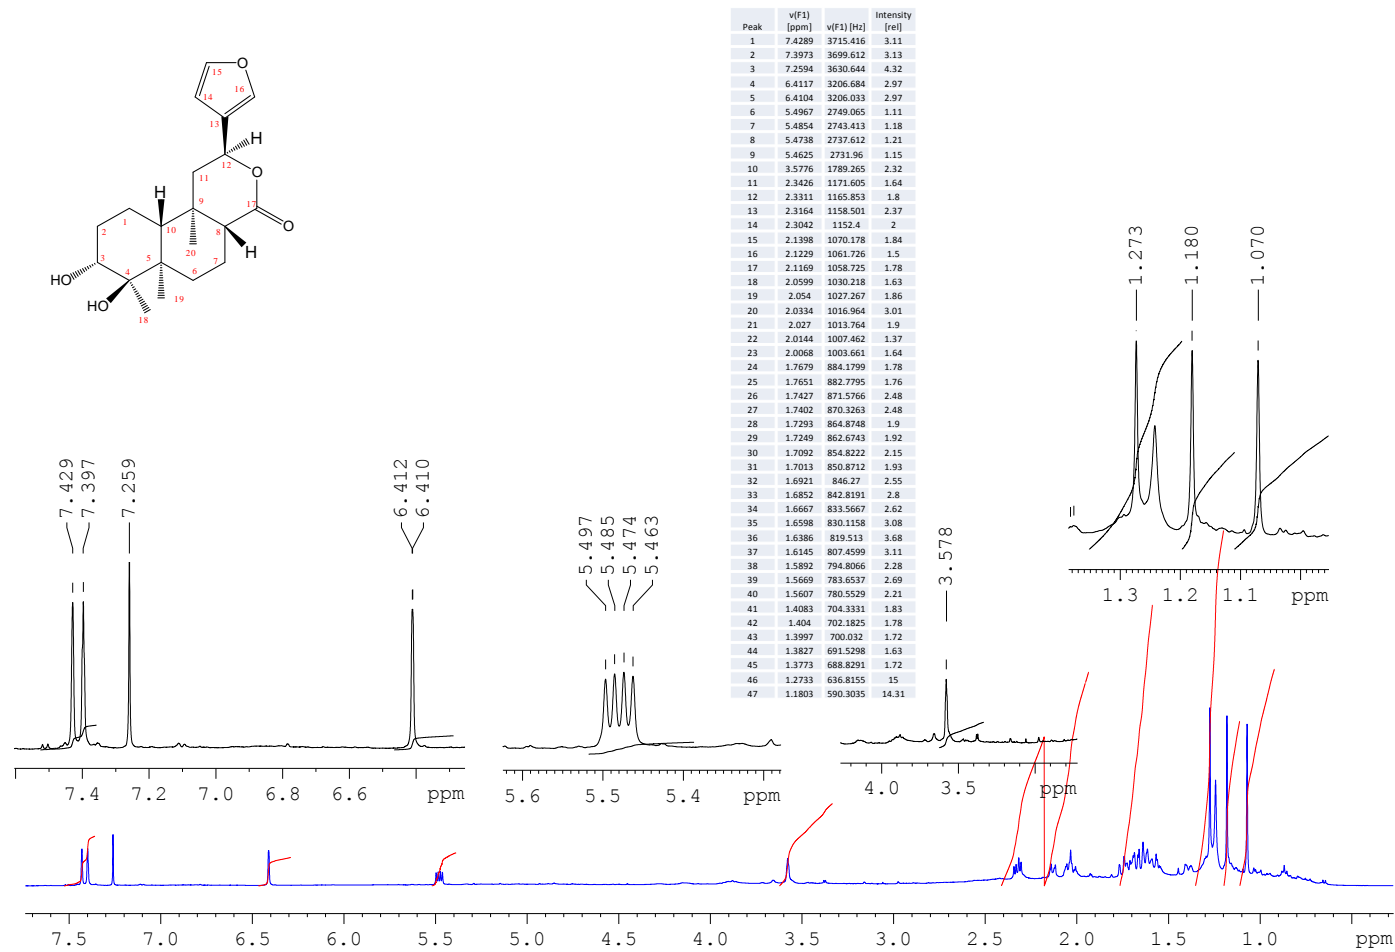 Peak v(F1) [ppm] v(F1) [Hz] Intensity [rel]
1 7.4289 3715.416 3.11
2 7.3973 3699.612 3.13
3 7.2594 3630.644 4.32
4 6.4117 3206.684 2.97
5 6.4104 3206.033 2.97
6 5.4967 2749.065 1.11
7 5.4854 2743.413 1.18
8 5.4738 2737.612 1.21
9 5.4625 2731.96 1.15
10 3.5776 1789.265 2.32
11 2.3426 1171.605 1.64
12 2.3311 1165.853 1.8
13 2.3164 1158.501 2.37
14 2.3042 1152.4 2
15 2.1398 1070.178 1.84
16 2.1229 1061.726 1.5
17 2.1169 1058.725 1.78
18 2.0599 1030.218 1.63
19 2.054 1027.267 1.86
20 2.0334 1016.964 3.01
21 2.027 1013.764 1.9
22 2.0144 1007.462 1.37
23 2.0068 1003.661 1.64
24 1.7679 884.1799 1.78
25 1.7651 882.7795 1.76
26 1.7427 871.5766 2.48
27 1.7402 870.3263 2.48
28 1.7293 864.8748 1.9
29 1.7249 862.6743 1.92
30 1.7092 854.8222 2.15
31 1.7013 850.8712 1.93
32 1.6921 846.27 2.55
33 1.6852 842.8191 2.8
34 1.6667 833.5667 2.62
35 1.6598 830.1158 3.08
36 1.6386 819.513 3.68
37 1.6145 807.4599 3.11
38 1.5892 794.8066 2.28
39 1.5669 783.6537 2.69
40 1.5607 780.5529 2.21
41 1.4083 704.3331 1.83
42 1.404 702.1825 1.78
43 1.3997 700.032 1.72
44 1.3827 691.5298 1.63
45 1.3773 688.8291 1.72
46 1.2733 636.8155 15
47 1.1803 590.3035 14.31
O
15
16
14
13
H
12
11
O
17
O
H
1
9
2
10
8
20
H
7
3
5
4
6
HO
HO
19
18
7.429
7.397
7.259
6.412
6.410
5.497
5.485
5.474
5.463
3.578
1.273
1.180
1.070
1.3 1.2 1.1 ppm
7.4 7.2 7.0 6.8 6.6 ppm
5.6 5.5 5.4 ppm
4.0 3.5 ppm
7.5 7.0 6.5 6.0 5.5 5.0 4.5 4.0 3.5 3.0 2.5 2.0 1.5 1.0 ppm